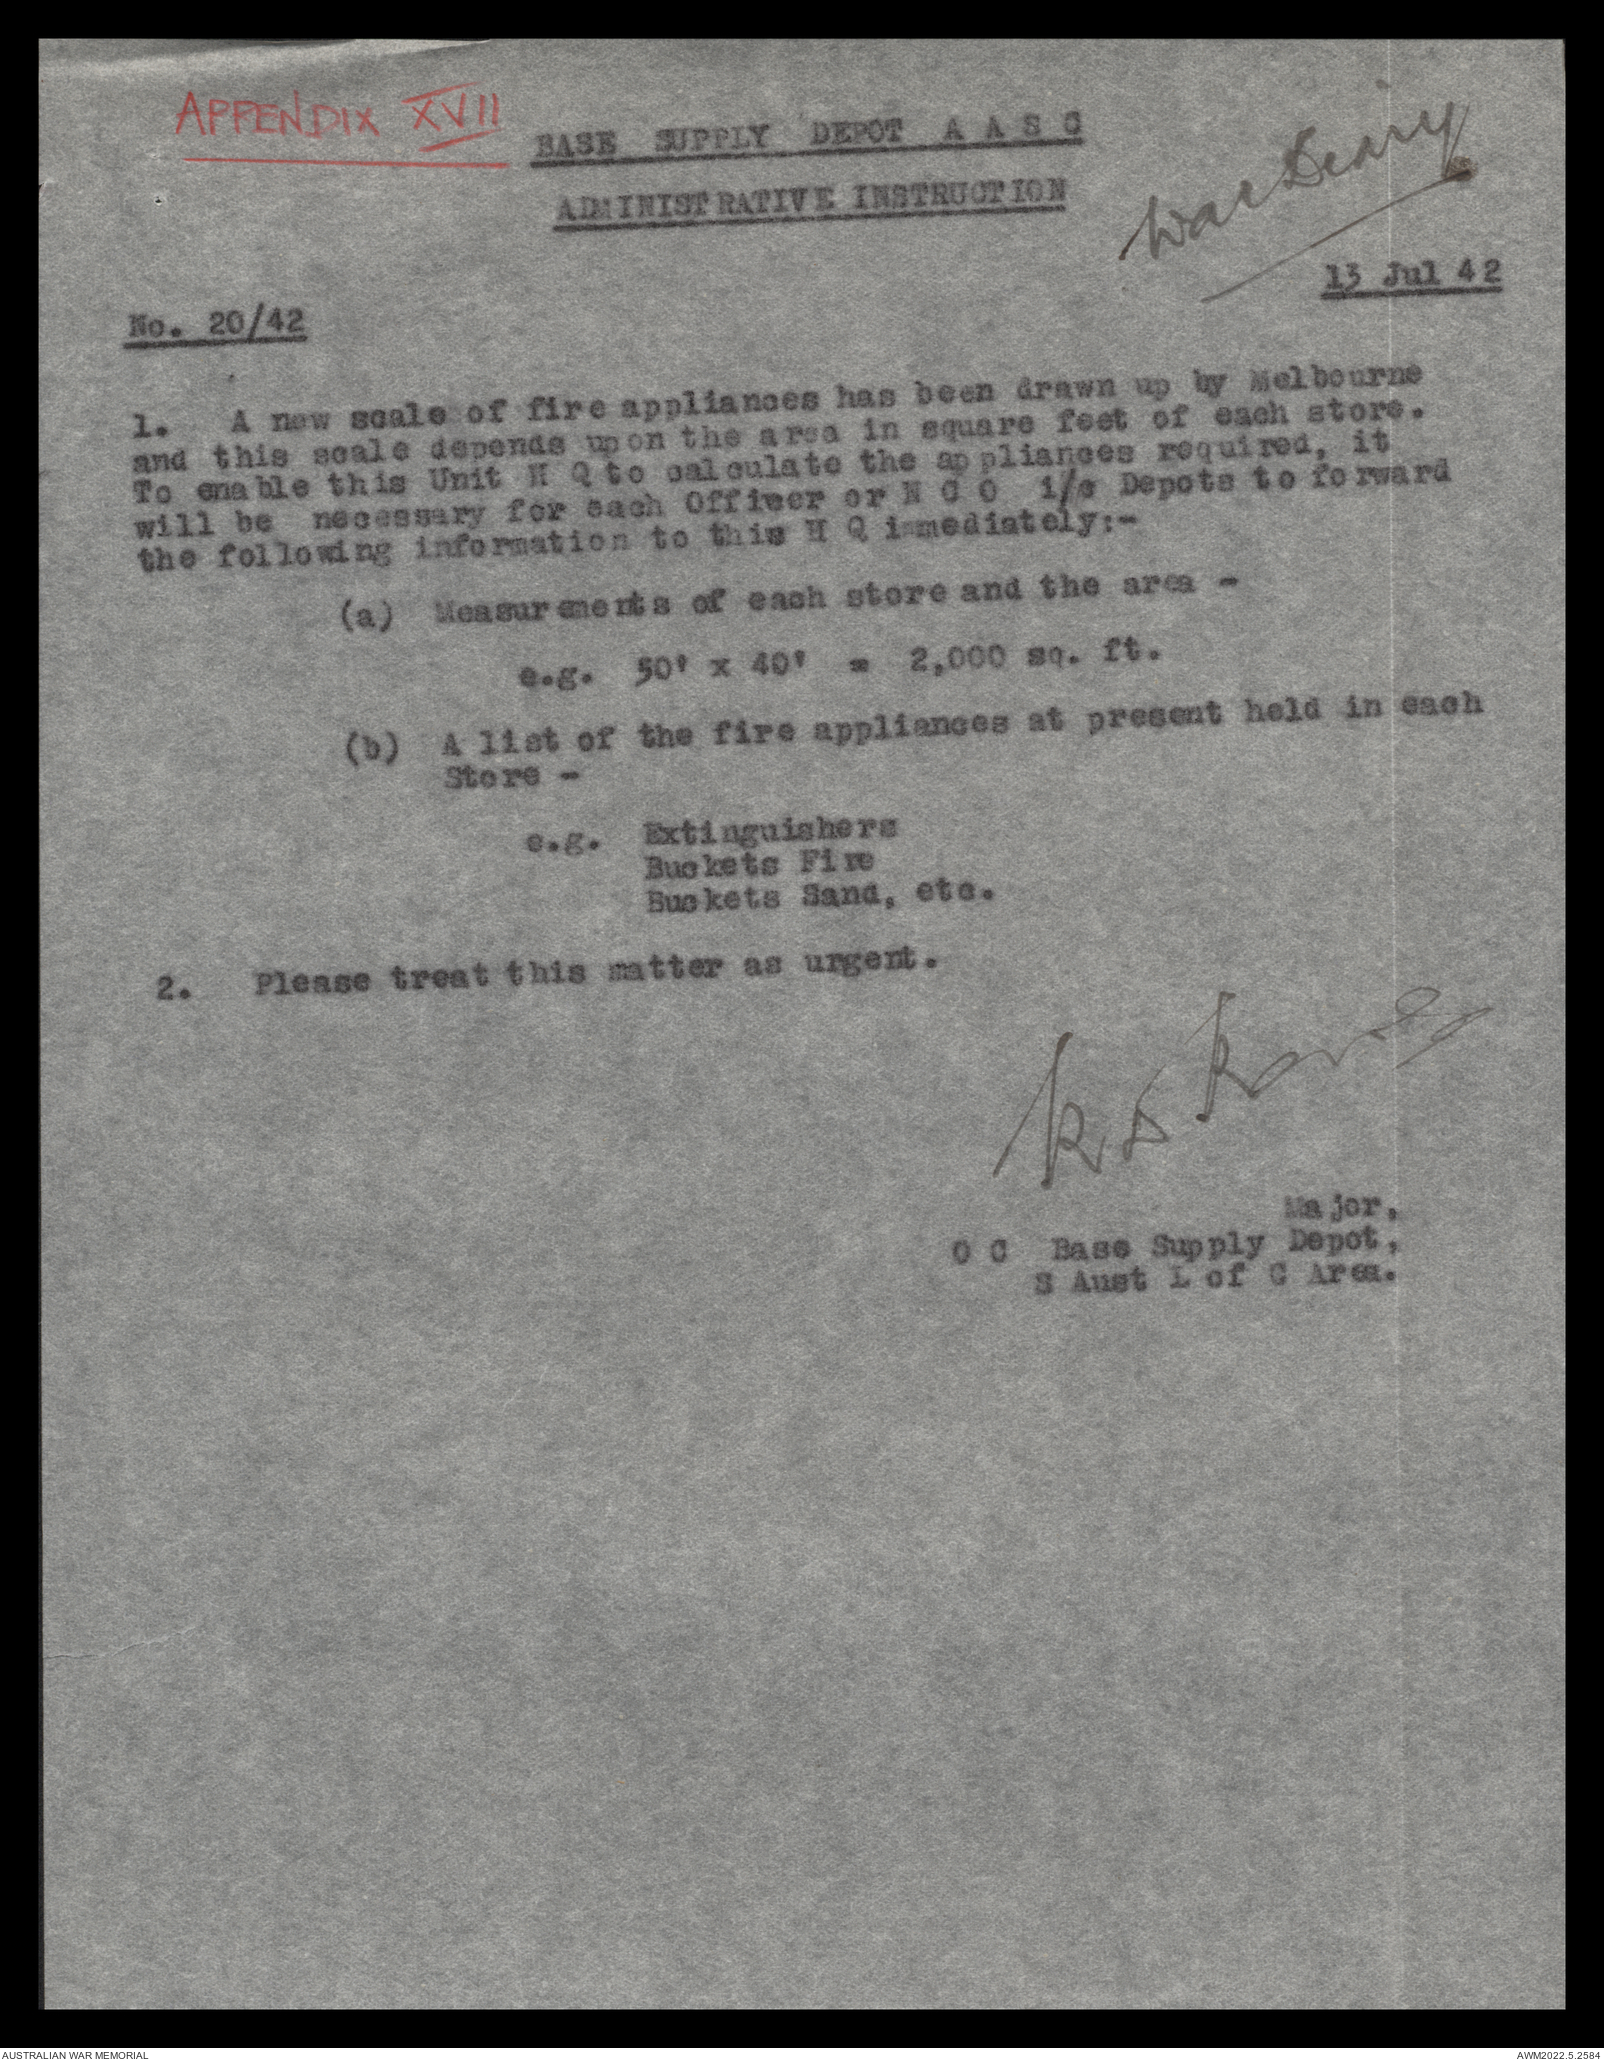 APPENDIX XVII
BASE SUPPLY DEPOT A A S C
ADMINISTRATIVE INSTRUCTION
War Diary
13 Jul 42
No. 20/42
1. A new scale of fire appliances has been drawn up by Melbourne
and this scale depends upon the area in square feet of each store.
To enable this Unit H Q to calculate the appliances required, it
will be necessary for each Officer or N C O i/c Depots to forward
the following information to this H Q immediately:-
(a) Measurements of each store and the area -
e.g. 50' x 40' = 2,000 sq. ft.
(b) A list of the fire appliances at present held in each
Store -
e.g. Extinguishers
Buckets Fire
Buckets Sand, etc.
2. Please treat this matter as urgent.
Major,
O C Base Supply Depot,
S Aust L of C Area.
AUSTRALIAN WAR MEMORIAL
AWM2022.5.2584